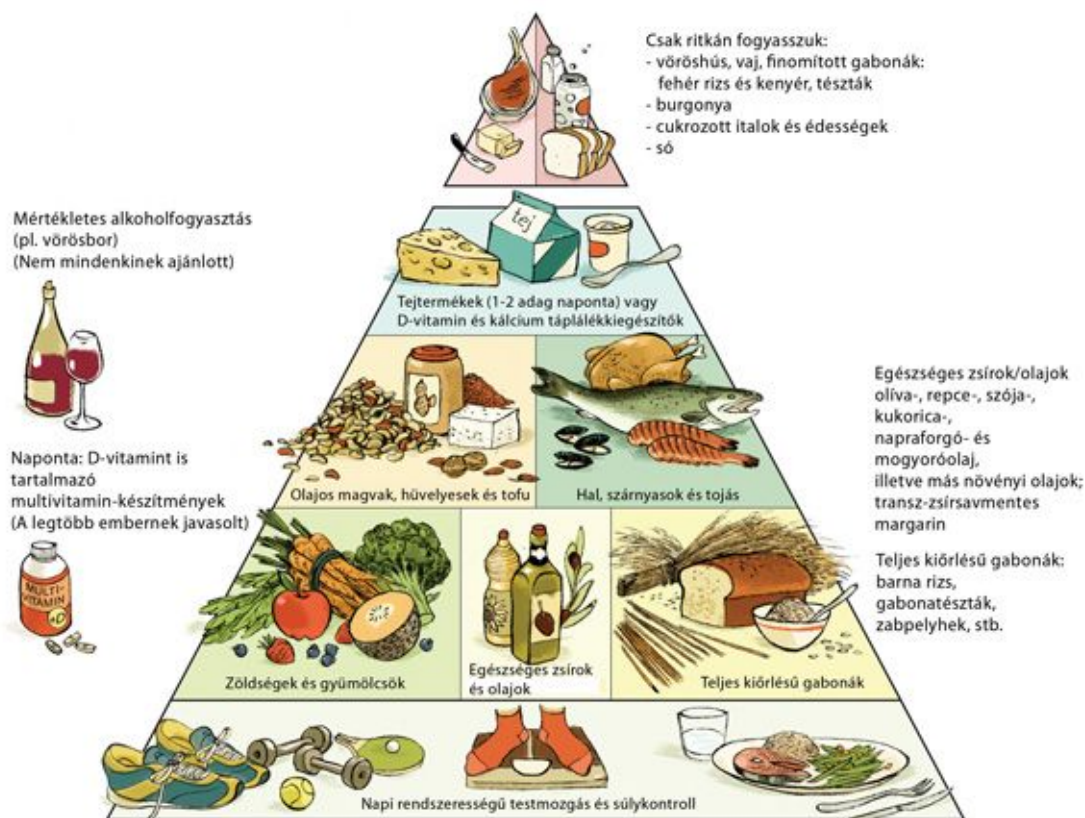 Csak ritkán fogyasszuk:
- vöröshús, vaj, finomított gabonák:
fehér rizs és kenyér, tészták
- burgonya
- cukrozott italok és édességek
- só
Mértékletes alkoholfogyasztás
(pl. vörösbor)
(Nem mindenkinek ajánlott)
tej
Tejtermékek (1-2 adag naponta) vagy
D-vitamin és kálcium táplálékkiegészítők
Egészséges zsírok/olajok
olíva-, repce-, szója-,
kukorica-,
napraforgó- és
mogyoróolaj,
illetve más növényi olajok;
transz-zsírsavmentes
margarin
Naponta: D-vitamint is
tartalmazó
multivitamin-készítmények
(A legtöbb embernek javasolt)
Olajos magvak, hüvelyesek és tofu
Hal, szárnyasok és tojás
Teljes kiőrlésű gabonák:
barna rizs,
gabonatészták,
zabpelyhek, stb.
MULTI-
VITAMIN
+D
Zöldségek és gyümölcsök
Egészséges zsírok
és olajok
Teljes kiőrlésű gabonák
Napi rendszerességű testmozgás és súlykontroll